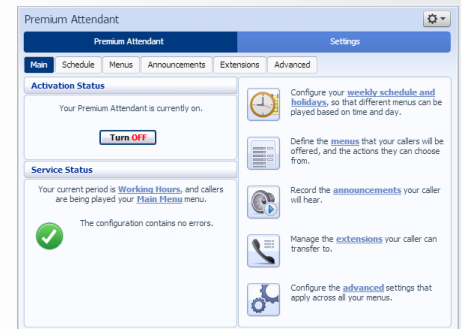 Premium Attendant
Premium Attendant
Settings
Main
Schedule
Menus
Announcements
Extensions
Advanced
Activation Status
Your Premium Attendant is currently on.
Turn OFF
Service Status
Your current period is Working Hours, and callers
are being played your Main Menu menu.
The configuration contains no errors.
Configure your weekly schedule and
holidays, so that different menus can be
played based on time and day.
Define the menus that your callers will be
offered, and the actions they can choose
from.
Record the announcements your caller
will hear.
Manage the extensions your caller can
transfer to.
Configure the advanced settings that
apply across all your menus.